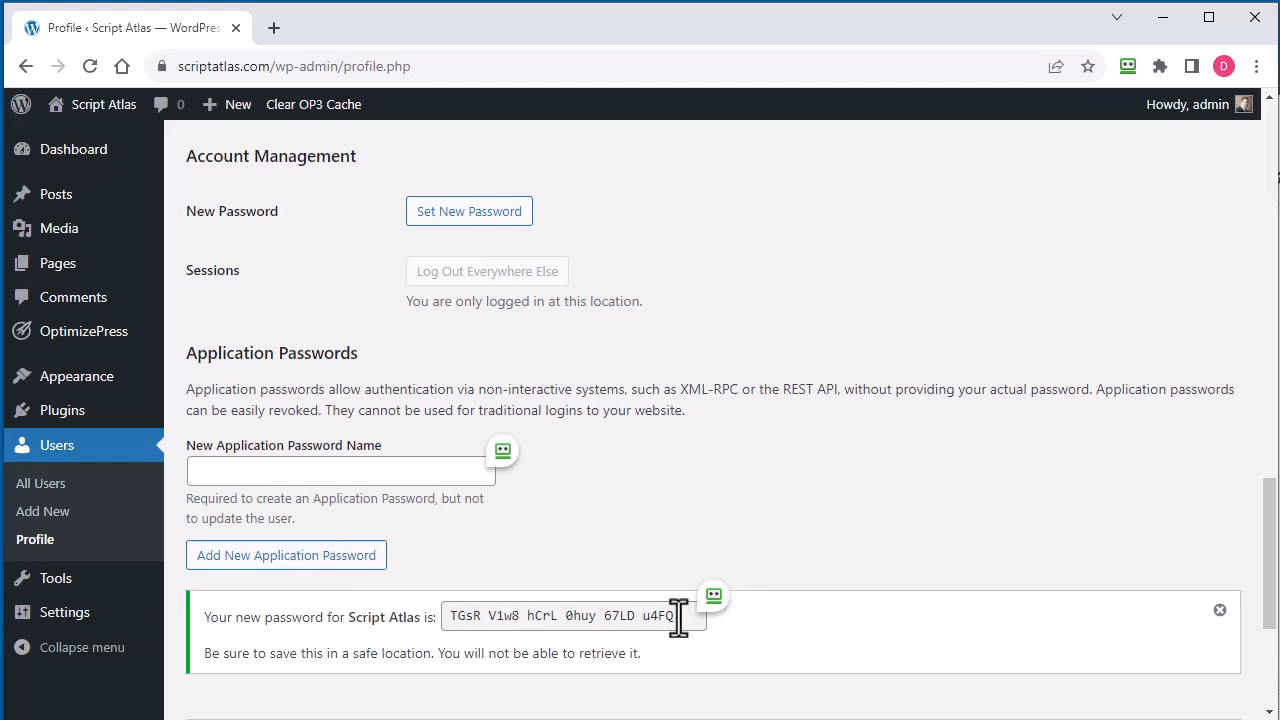 Profile ‹ Script Atlas — WordPres
scriptatlas.com/wp-admin/profile.php
D
Script Atlas
0
New
Clear OP3 Cache
Howdy, admin
Dashboard
Posts
Media
Pages
Comments
OptimizePress
Appearance
Plugins
Users
All Users
Add New
Profile
Tools
Settings
Collapse menu
Account Management
New Password
Set New Password
Sessions
Log Out Everywhere Else
You are only logged in at this location.
Application Passwords
Application passwords allow authentication via non-interactive systems, such as XML-RPC or the REST API, without providing your actual password. Application passwords
can be easily revoked. They cannot be used for traditional logins to your website.
New Application Password Name
Required to create an Application Password, but not
to update the user.
Add New Application Password
Your new password for Script Atlas is: TGsR V1w8 hCrL 0huy 67LD u4FQ
Be sure to save this in a safe location. You will not be able to retrieve it.